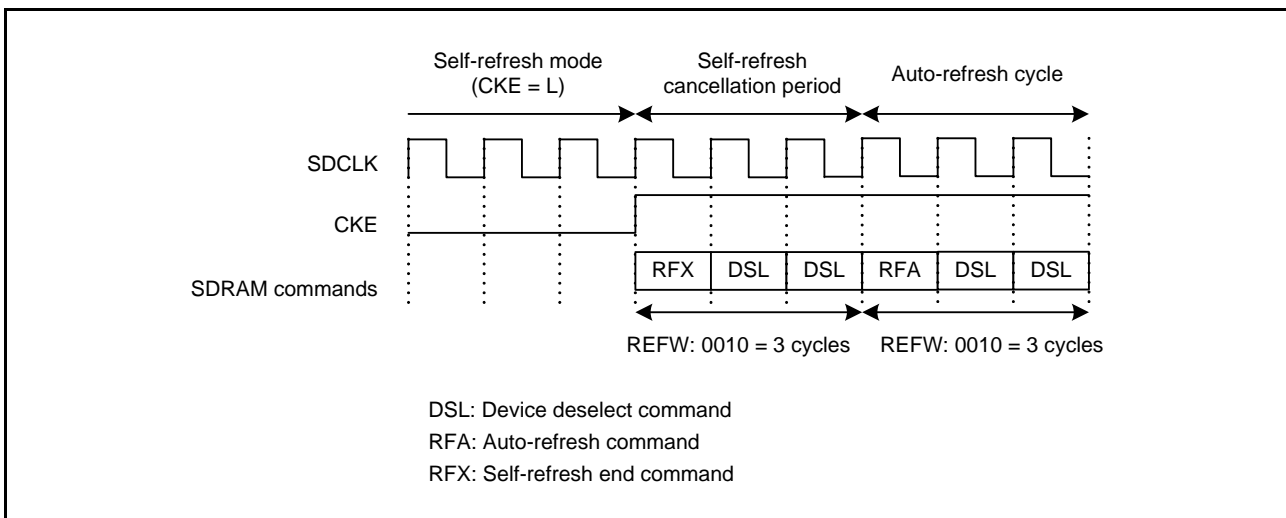 Self-refresh mode
(CKE = L)
Self-refresh
cancellation period
Auto-refresh cycle
SDCLK
CKE
SDRAM commands
RFX DSL DSL RFA DSL DSL
REFW: 0010 = 3 cycles REFW: 0010 = 3 cycles
DSL: Device deselect command
RFA: Auto-refresh command
RFX: Self-refresh end command